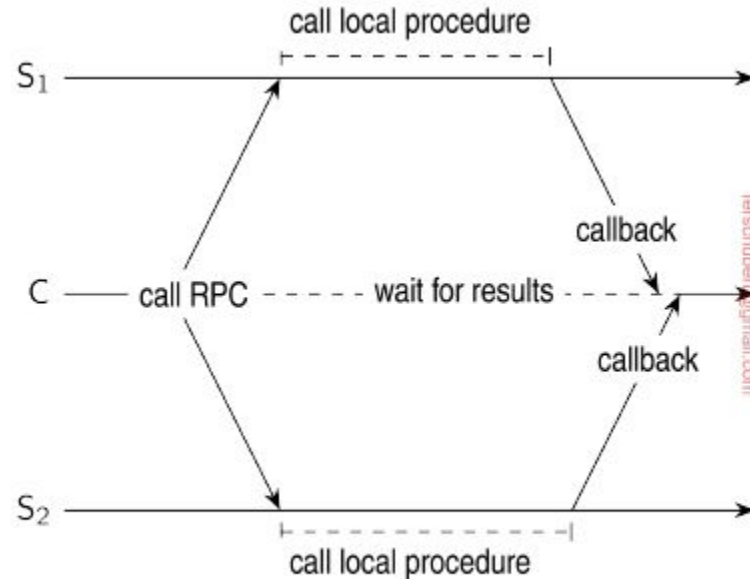 call local procedure
S₁
callback
C
call RPC
wait for results
callback
S₂
call local procedure